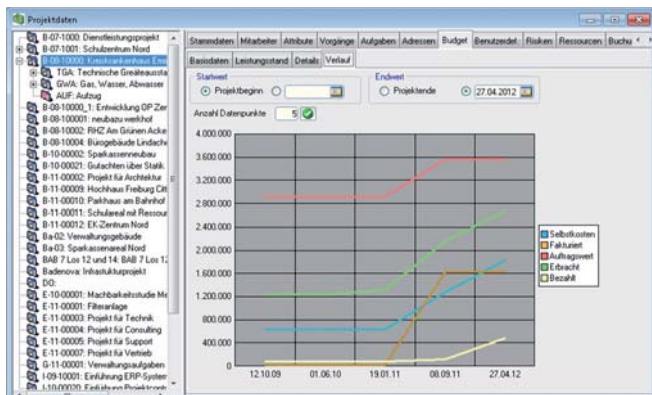 Projektdaten
B-07-1000: Dienstleistungsprojekt
B-07-1001: Schulzentrum Nord
B-08-10000: Kreiskrankenhaus
TGA: Technische
GWA: Gas, Wasser, Abwasser
AUF: Aufzug
B-08-10000_1: Entwicklung OP Zer
B-08-100001: neubazu werkhof
B-08-10002: RHZ Am Grünen Acke
B-08-10004: Bürogebäude Lindachv
B-10-00002: Sparkassenneubau
B-10-00021: Gutachten über Statik
B-11-00002: Projekt für Architektur
B-11-00009: Hochhaus Freiburg Citt
B-11-00010: Parkhaus am Bahnhof
B-11-00011: Schulareal mit Ressour
B-11-00012: EK-Zentrum Nord
Ba-02: Verwaltungsgebäude
Ba-03: Sparkassenareal Nord
BAB 7 Los 12 und 14: BAB 7 Los 1:
Badenova: Infrastukturprojekt
DO:
E-10-00001: Machbarkeitsstudie Me
E-11-00001: Filteranlage
E-11-00003: Projekt für Technik
E-11-00004: Projekt für Consulting
E-11-00005: Projekt für Support
E-11-00007: Projekt für Vertrieb
G-11-00001: Verwaltungsaufgaben
I-09-10001: Einführung ERP-System
I-10-00020: Einführung Projektcontr
Stammdaten Mitarbeiter Attribute Vorgänge Aufgaben Adressen Budget Benutzerdef. Risiken Ressourcen Buchu
Basisdaten Leistungsstand Details Verlauf
Startwert
Projektbeginn
Endwert
Projektende 27.04.2012
Anzahl Datenpunkte 5
4.000.000
3.600.000
3.200.000
2.800.000
2.400.000
2.000.000
1.600.000
1.200.000
800.000
400.000
0
12.10.09 01.06.10 19.01.11 08.09.11 27.04.12
Selbstkosten
Fakturiert
Auftragswert
Erbracht
Bezahlt